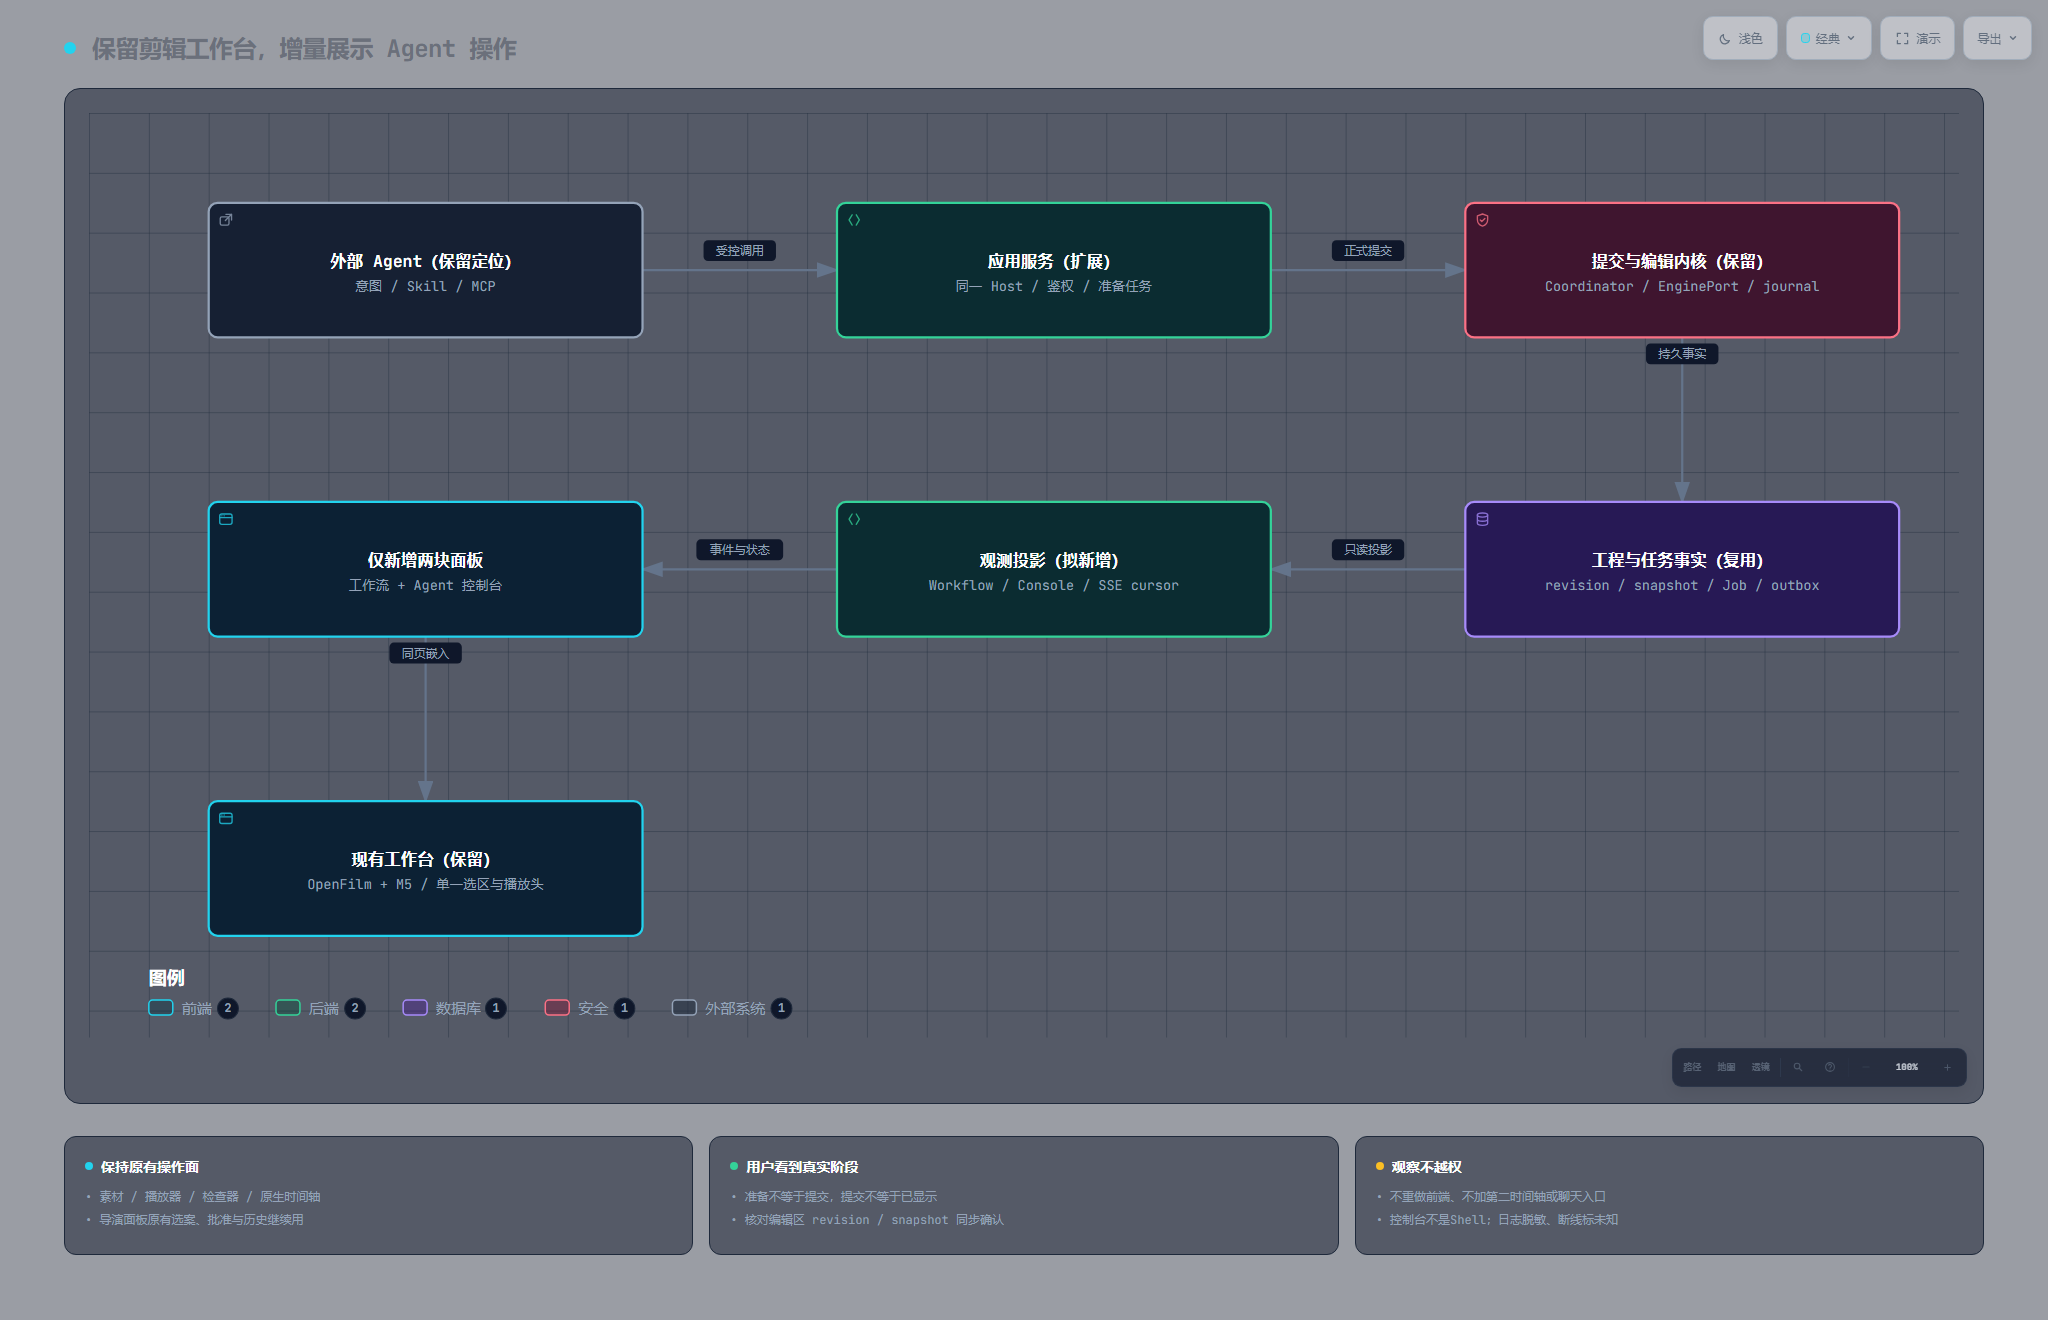 保留剪辑工作台，增量展示 Agent 操作
浅色
经典
演示
导出
外部 Agent（保留定位）
意图 / Skill / MCP
受控调用
应用服务（扩展）
同一 Host / 鉴权 / 准备任务
正式提交
提交与编辑内核（保留）
Coordinator / EnginePort / journal
持久事实
仅新增两块面板
工作流 + Agent 控制台
事件与状态
观测投影（拟新增）
Workflow / Console / SSE cursor
只读投影
工程与任务事实（复用）
revision / snapshot / Job / outbox
同页嵌入
现有工作台（保留）
OpenFilm + M5 / 单一选区与播放头
图例
前端 2
后端 2
数据库 1
安全 1
外部系统 1
路径 地图 透镜 100%
保持原有操作面
• 素材 / 播放器 / 检查器 / 原生时间轴
• 导演面板原有选案、批准与历史继续用
用户看到真实阶段
• 准备不等于提交，提交不等于已显示
• 核对编辑区 revision / snapshot 同步确认
观察不越权
• 不重做前端、不加第二时间轴或聊天入口
• 控制台不是Shell；日志脱敏、断线标未知